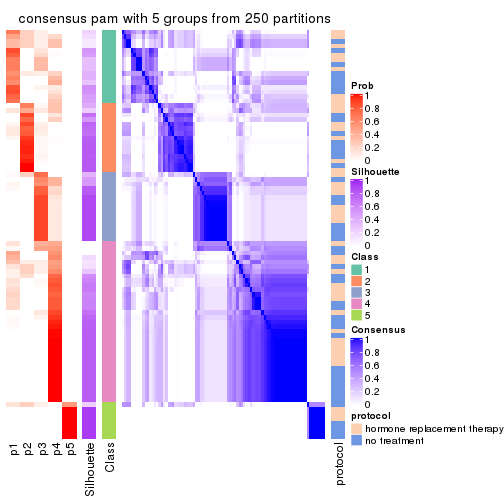 consensus pam with 5 groups from 250 partitions
Prob
1
0.8
0.6
0.4
0.2
0
Silhouette
1
0.8
0.6
0.4
0.2
0
Class
1
2
3
4
5
Consensus
1
0.8
0.6
0.4
0.2
0
protocol
hormone replacement therapy
no treatment
p1
p2
p3
p4
p5
Silhouette
Class
protocol